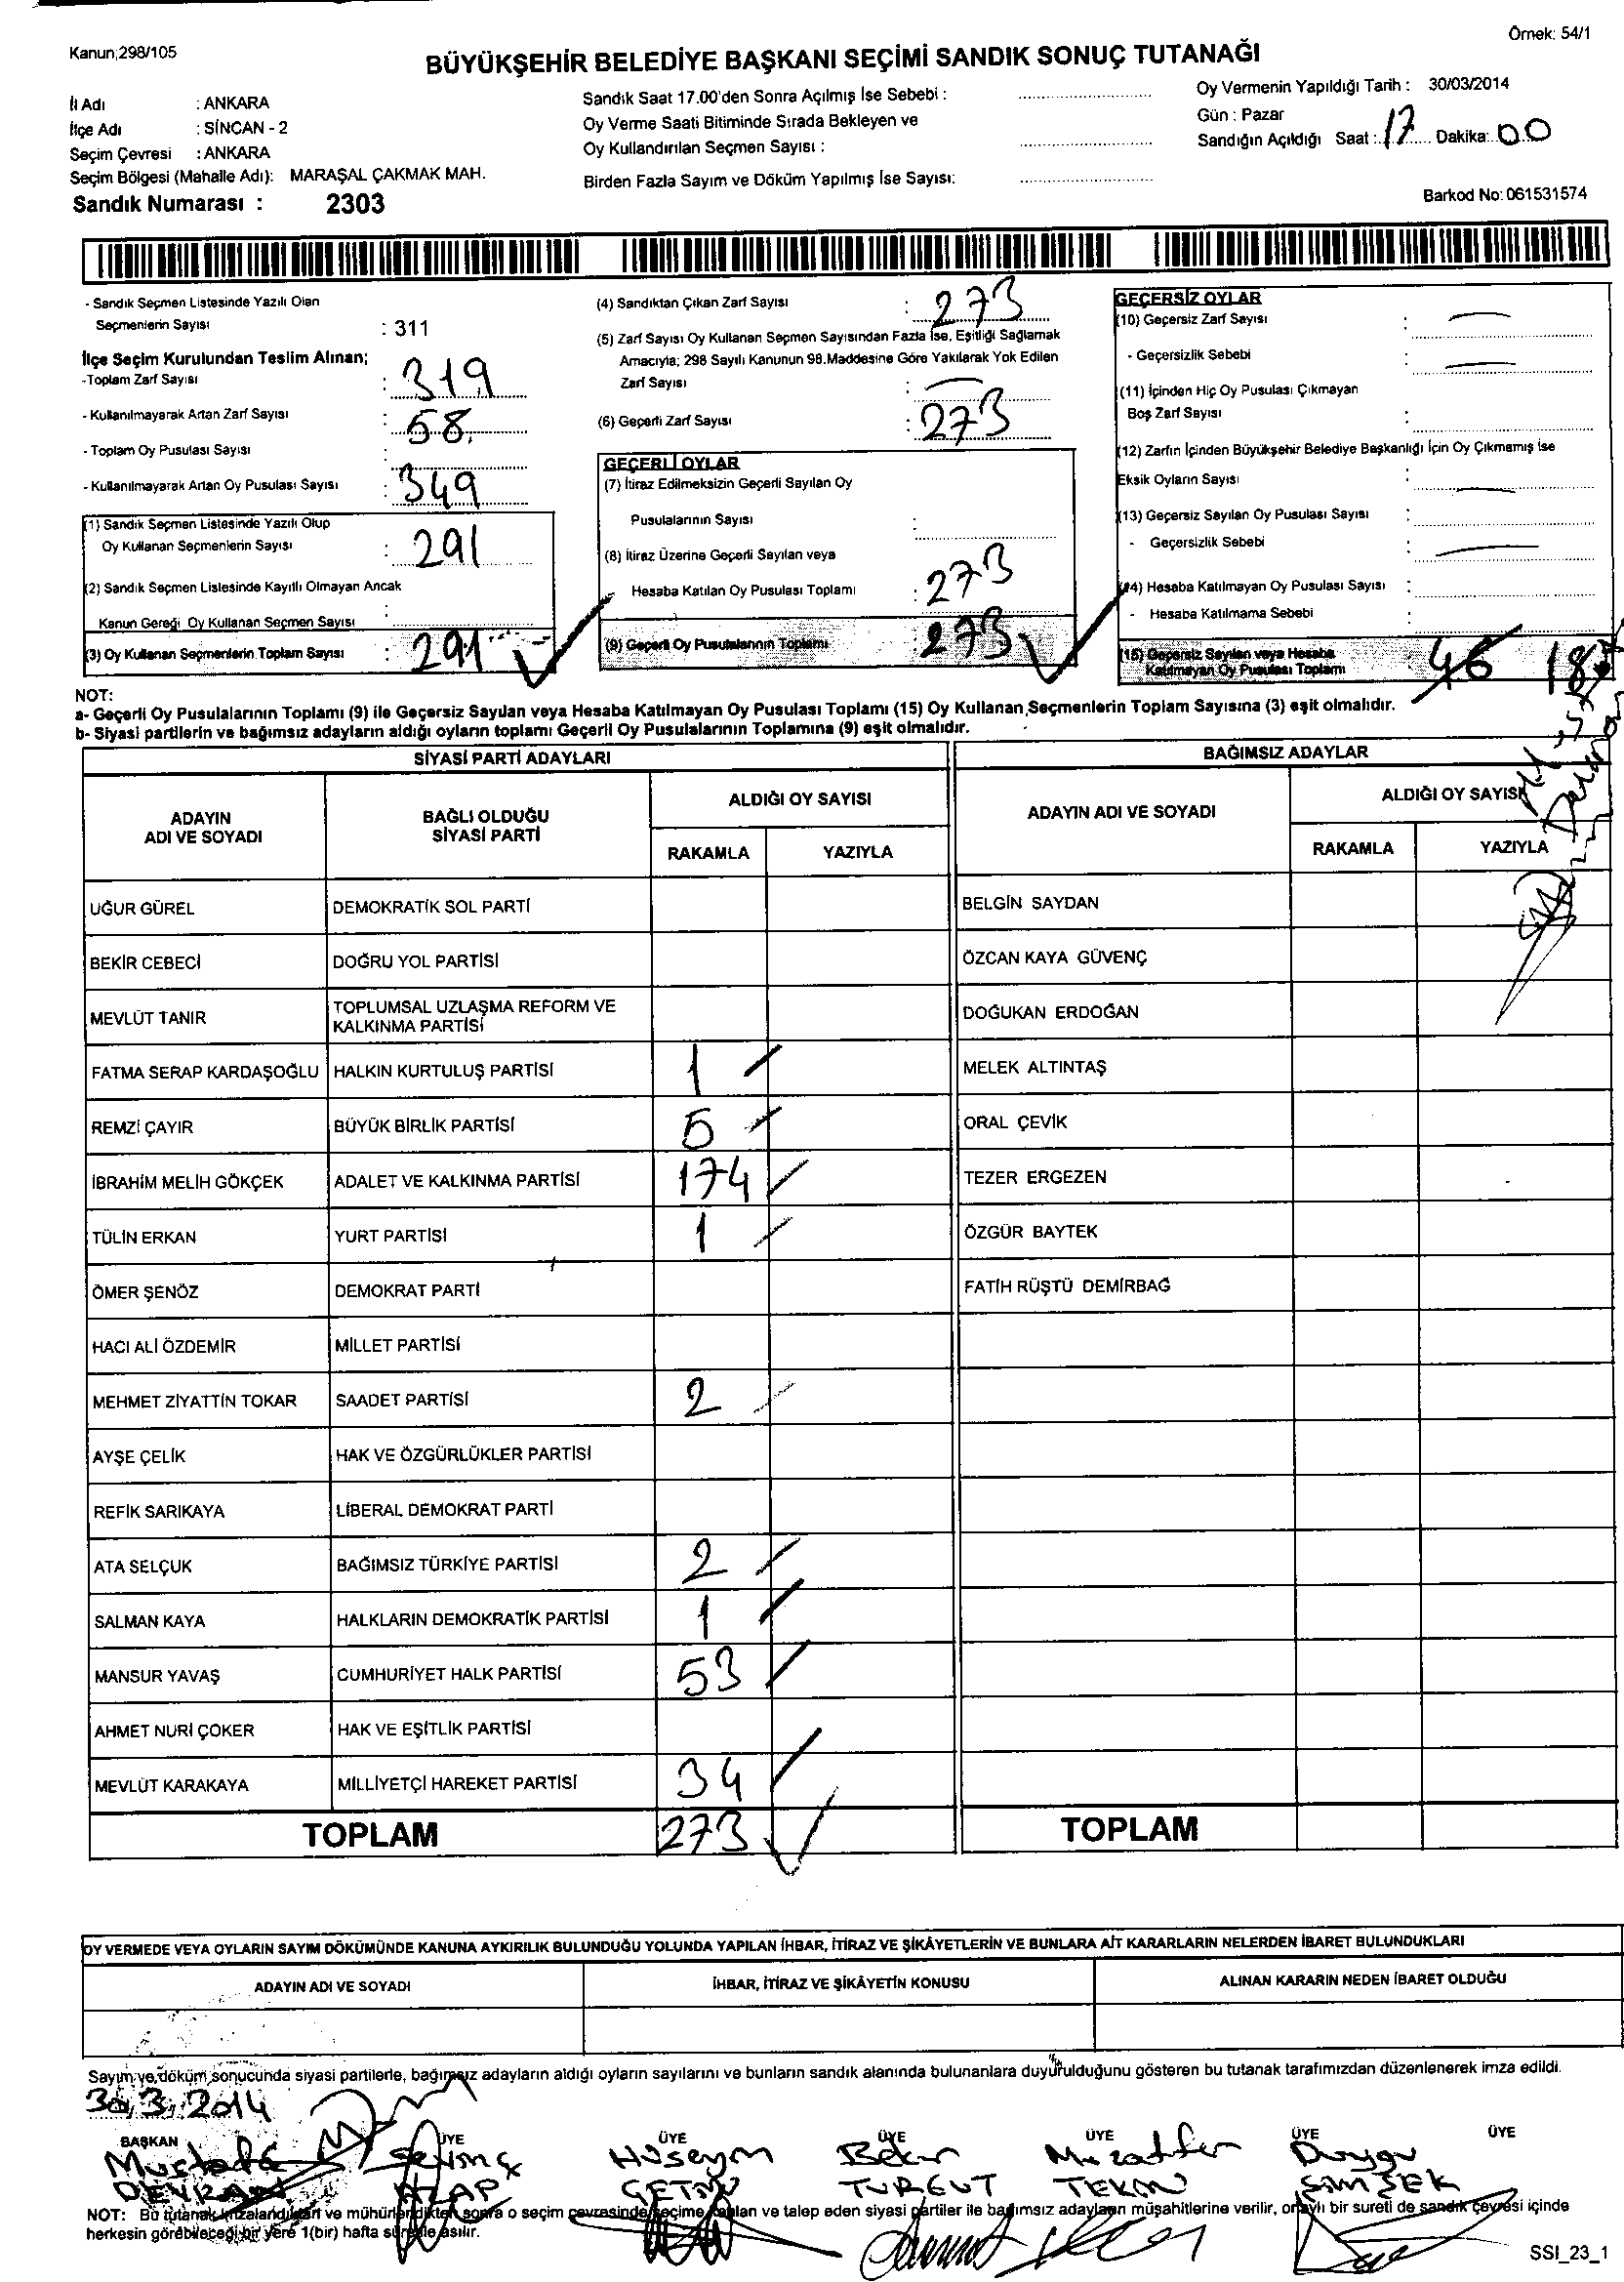 Kanun;298/105
Örnek: 54/1
BÜYÜKŞEHİR BELEDİYE BAŞKANI SEÇİMİ SANDIK SONUÇ TUTANAĞI
İl Adı : ANKARA
İlçe Adı : SİNCAN - 2
Seçim Çevresi : ANKARA
Seçim Bölgesi (Mahalle Adı): MARAŞAL ÇAKMAK MAH.
Sandık Numarası : 2303
Sandık Saat 17.00'den Sonra Açılmış İse Sebebi :
Oy Verme Saati Bitiminde Sırada Bekleyen ve
Oy Kullandırılan Seçmen Sayısı :
Birden Fazla Sayım ve Döküm Yapılmış İse Sayısı:
Oy Vermenin Yapıldığı Tarih : 30/03/2014
Gün : Pazar
Sandığın Açıldığı Saat : 17 Dakika: 00
Barkod No: 061531574
- Sandık Seçmen Listesinde Yazılı Olan
Seçmenlerin Sayısı : 311
İlçe Seçim Kurulundan Teslim Alınan;
-Toplam Zarf Sayısı : 319
- Kullanılmayarak Artan Zarf Sayısı : 58
- Toplam Oy Pusulası Sayısı :
- Kullanılmayarak Artan Oy Pusulası Sayısı : 349
(1) Sandık Seçmen Listesinde Yazılı Olup
Oy Kullanan Seçmenlerin Sayısı : 291
(2) Sandık Seçmen Listesinde Kayıtlı Olmayan Ancak
Kanun Gereği Oy Kullanan Seçmen Sayısı :
(3) Oy Kullanan Seçmenlerin Toplam Sayısı : 291
(4) Sandıktan Çıkan Zarf Sayısı : 273
(5) Zarf Sayısı Oy Kullanan Seçmen Sayısından Fazla İse, Eşitliği Sağlamak
Amacıyla; 298 Sayılı Kanunun 98.Maddesine Göre Yakılarak Yok Edilen
Zarf Sayısı : —
(6) Geçerli Zarf Sayısı : 273
GEÇERLİ OYLAR
(7) İtiraz Edilmeksizin Geçerli Sayılan Oy
Pusulalarının Sayısı :
(8) İtiraz Üzerine Geçerli Sayılan veya
Hesaba Katılan Oy Pusulası Toplamı : 273
(9) Geçerli Oy Pusulalarının Toplamı 273
GEÇERSİZ OYLAR
(10) Geçersiz Zarf Sayısı : —
- Geçersizlik Sebebi : —
(11) İçinden Hiç Oy Pusulası Çıkmayan
Boş Zarf Sayısı :
(12) Zarfın İçinden Büyükşehir Belediye Başkanlığı İçin Oy Çıkmamış İse
Eksik Oyların Sayısı : —
(13) Geçersiz Sayılan Oy Pusulası Sayısı :
- Geçersizlik Sebebi : —
(14) Hesaba Katılmayan Oy Pusulası Sayısı :
- Hesaba Katılmama Sebebi :
(15) Geçersiz Sayılan veya Hesaba
Katılmayan Oy Pusulası Toplamı 46 18
NOT:
a- Geçerli Oy Pusulalarının Toplamı (9) ile Geçersiz Sayılan veya Hesaba Katılmayan Oy Pusulası Toplamı (15) Oy Kullanan Seçmenlerin Toplam Sayısına (3) eşit olmalıdır.
b- Siyasi partilerin ve bağımsız adayların aldığı oyların toplamı Geçerli Oy Pusulalarının Toplamına (9) eşit olmalıdır.
SİYASİ PARTİ ADAYLARI
ADAYIN ADI VE SOYADI
BAĞLI OLDUĞU SİYASİ PARTİ
ALDIĞI OY SAYISI
RAKAMLA YAZIYLA
UĞUR GÜREL DEMOKRATİK SOL PARTİ
BEKİR CEBECİ DOĞRU YOL PARTİSİ
MEVLÜT TANIR TOPLUMSAL UZLAŞMA REFORM VE
KALKINMA PARTİSİ
FATMA SERAP KARDAŞOĞLU HALKIN KURTULUŞ PARTİSİ 1
REMZİ ÇAYIR BÜYÜK BİRLİK PARTİSİ 5
İBRAHİM MELİH GÖKÇEK ADALET VE KALKINMA PARTİSİ 174
TÜLİN ERKAN YURT PARTİSİ 1
ÖMER ŞENÖZ DEMOKRAT PARTİ
HACI ALİ ÖZDEMİR MİLLET PARTİSİ
MEHMET ZİYATTİN TOKAR SAADET PARTİSİ 2
AYŞE ÇELİK HAK VE ÖZGÜRLÜKLER PARTİSİ
REFİK SARIKAYA LİBERAL DEMOKRAT PARTİ
ATA SELÇUK BAĞIMSIZ TÜRKİYE PARTİSİ 2
SALMAN KAYA HALKLARIN DEMOKRATİK PARTİSİ 1
MANSUR YAVAŞ CUMHURİYET HALK PARTİSİ 53
AHMET NURİ ÇOKER HAK VE EŞİTLİK PARTİSİ
MEVLÜT KARAKAYA MİLLİYETÇİ HAREKET PARTİSİ 34
TOPLAM 273
BAĞIMSIZ ADAYLAR
ADAYIN ADI VE SOYADI
ALDIĞI OY SAYISI
RAKAMLA YAZIYLA
BELGİN SAYDAN
ÖZCAN KAYA GÜVENÇ
DOĞUKAN ERDOĞAN
MELEK ALTINTAŞ
ORAL ÇEVİK
TEZER ERGEZEN
ÖZGÜR BAYTEK
FATİH RÜŞTÜ DEMİRBAĞ
TOPLAM
OY VERMEDE VEYA OYLARIN SAYIM DÖKÜMÜNDE KANUNA AYKIRILIK BULUNDUĞU YOLUNDA YAPILAN İHBAR, İTİRAZ VE ŞİKÂYETLERİN VE BUNLARA AİT KARARLARIN NELERDEN İBARET BULUNDUKLARI
ADAYIN ADI VE SOYADI İHBAR, İTİRAZ VE ŞİKÂYETİN KONUSU ALINAN KARARIN NEDEN İBARET OLDUĞU
Sayım ve döküm sonucunda siyasi partilerle, bağımsız adayların aldığı oyların sayılarını ve bunların sandık alanında bulunanlara duyurulduğunu gösteren bu tutanak tarafımızdan düzenlenerek imza edildi.
30.3.2014
BAŞKAN ÜYE ÜYE ÜYE ÜYE ÜYE ÜYE
Mustafa Hüseyin Bekir Muzaffer Duygu
ÇETİN TURGUT TEKİN ŞİMŞEK
NOT: Bu tutanak imzalandıktan ve mühürlendikten sonra o seçim çevresinde seçime katılan ve talep eden siyasi partiler ile bağımsız adayların müşahitlerine verilir, onaylı bir sureti de sandık çevresi içinde
herkesin görebileceği bir yere 1(bir) hafta süreyle asılır.
SSI_23_1